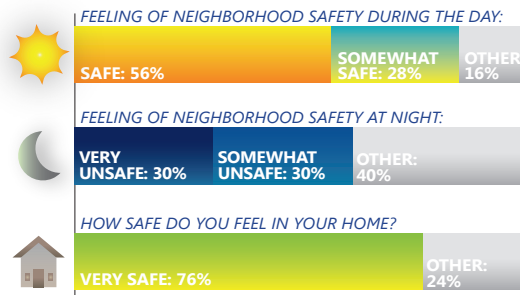 FEELING OF NEIGHBORHOOD SAFETY DURING THE DAY:
SAFE: 56%
SOMEWHAT
SAFE: 28%
OTHER
16%
FEELING OF NEIGHBORHOOD SAFETY AT NIGHT:
VERY
UNSAFE: 30%
SOMEWHAT
UNSAFE: 30%
OTHER:
40%
HOW SAFE DO YOU FEEL IN YOUR HOME?
VERY SAFE: 76%
OTHER:
24%